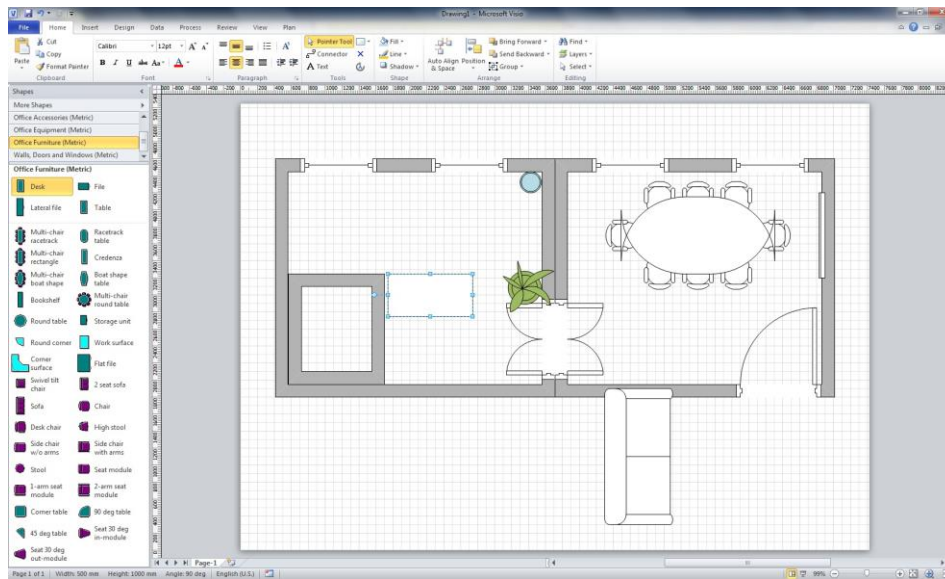 Drawing1 - Microsoft Visio
File Home Insert Design Data Process Review View Plan
Cut
Copy
Format Painter
Paste
Calibri 12pt
Pointer Tool
Connector
Text
Fill
Line
Shadow
Auto Align & Space
Position
Bring Forward
Send Backward
Group
Find
Layers
Select
Clipboard Font Paragraph Tools Shape Arrange Editing
Shapes
More Shapes
Office Accessories (Metric)
Office Equipment (Metric)
Office Furniture (Metric)
Walls, Doors and Windows (Metric)
Office Furniture (Metric)
Desk File
Lateral file Table
Multi-chair racetrack Racetrack table
Multi-chair rectangle Credenza
Multi-chair boat shape Boat shape table
Bookshelf Multi-chair round table
Round table Storage unit
Round corner Work surface
Corner surface Flat file
Swivel tilt chair 2 seat sofa
Sofa Chair
Desk chair High stool
Side chair w/o arms Side chair with arms
Stool Seat module
1-arm seat module 2-arm seat module
Corner table 90 deg table
45 deg table Seat 30 deg in-module
Seat 30 deg out-module
Page-1
Page 1 of 1 Width: 500 mm Height: 1000 mm Angle: 90 deg English (U.S.) 99%